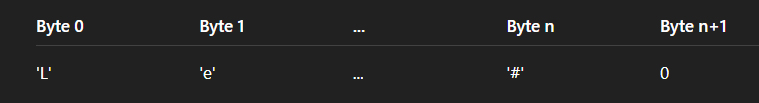 Byte 0 Byte 1 ... Byte n Byte n+1
'L' 'e' ... '#' 0